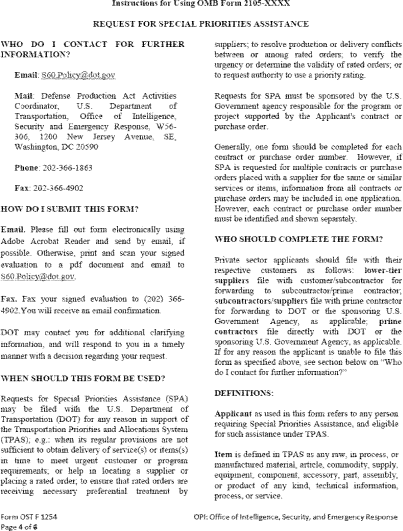 Instructions for Using OMB Form 2105-XXXX
REQUEST FOR SPECIAL PRIORITIES ASSISTANCE
WHO DO I CONTACT FOR FURTHER
INFORMATION?
Email: S60.Policy@dot.gov
Mail: Defense Production Act Activities
Coordinator, U.S. Department of
Transportation, Office of Intelligence,
Security and Emergency Response, W56-
306, 1200 New Jersey Avenue, SE,
Washington, DC 20590
Phone: 202-366-1863
Fax: 202-366-4902
HOW DO I SUBMIT THIS FORM?
Email. Please fill out form electronically using
Adobe Acrobat Render and send by email, if
possible. Otherwise, print and scan your signed
evaluation to a pdf document and email to
S60.Policy@dot.gov.
Fax. Fax your signed evaluation to (202) 366-
4902.You will receive an email confirmation.
DOT may contact you for additional clarifying
information, and will respond to you in a timely
manner with a decision regarding your request.
WHEN SHOULD THIS FORM BE USED?
Requests for Special Priorities Assistance (SPA)
may be filed with the U.S. Department of
Transportation (DOT) for any reason in support of
the Transportation Priorities and Allocations System
(TPAS); e.g.: when its regular provisions are not
sufficient to obtain delivery of service(s) or items(s)
in time to meet urgent customer or program
requirements; or help in locating a supplier or
placing a rated order; to ensure that rated orders are
receiving necessary preferential treatment by
suppliers; to resolve production or delivery conflicts
between or among rated orders; to verify the
urgency or determine the validity of rated orders; or
to request authority to use a priority rating.
Requests for SPA must be sponsored by the U.S.
Government agency responsible for the program or
project supported by the Applicant's contract or
purchase order.
Generally, one form should be completed for each
contract or purchase order number. However, if
SPA is requested for multiple contracts or purchase
orders placed with a supplier for the same or similar
services or items, information from all contracts or
purchase orders may be included in one application.
However, each contract or purchase order number
must be identified and shown separately.
WHO SHOULD COMPLETE THE FORM?
Private sector applicants should file with their
respective customers as follows: lower-tier
suppliers file with customer/subcontractor for
forwarding to subcontractor/prime contractor;
subcontractors/suppliers file with prime contractor
for forwarding to DOT or the sponsoring U.S.
Government Agency, as applicable; prime
contractors file directly with DOT or the
sponsoring U.S. Government Agency, as applicable.
If for any reason the applicant is unable to file this
form as specified above, see section below on "Who
do I contact for further information?"
DEFINITIONS:
Applicant as used in this form refers to any person
requiring Special Priorities Assistance, and eligible
for such assistance under TPAS.
Item is defined in TPAS as any raw, in process, or
manufactured material, article, commodity, supply,
equipment, component, accessory, part, assembly,
or product of any kind, technical information,
process, or service.
Form OST F 1254
OPI: Office of Intelligence, Security, and Emergency Response
Page 4 of 6